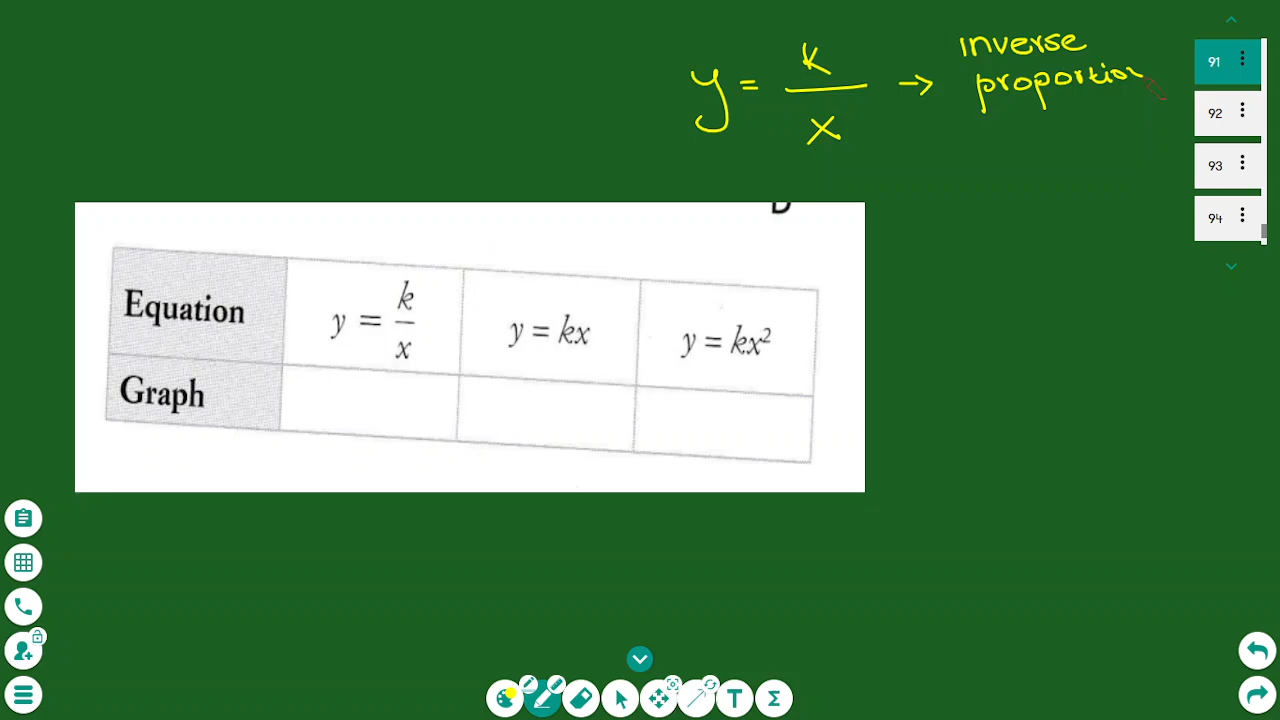 y = k/x → inverse proportion
91
92
93
94
Equation y = k/x y = kx y = kx²
Graph
T
Σ